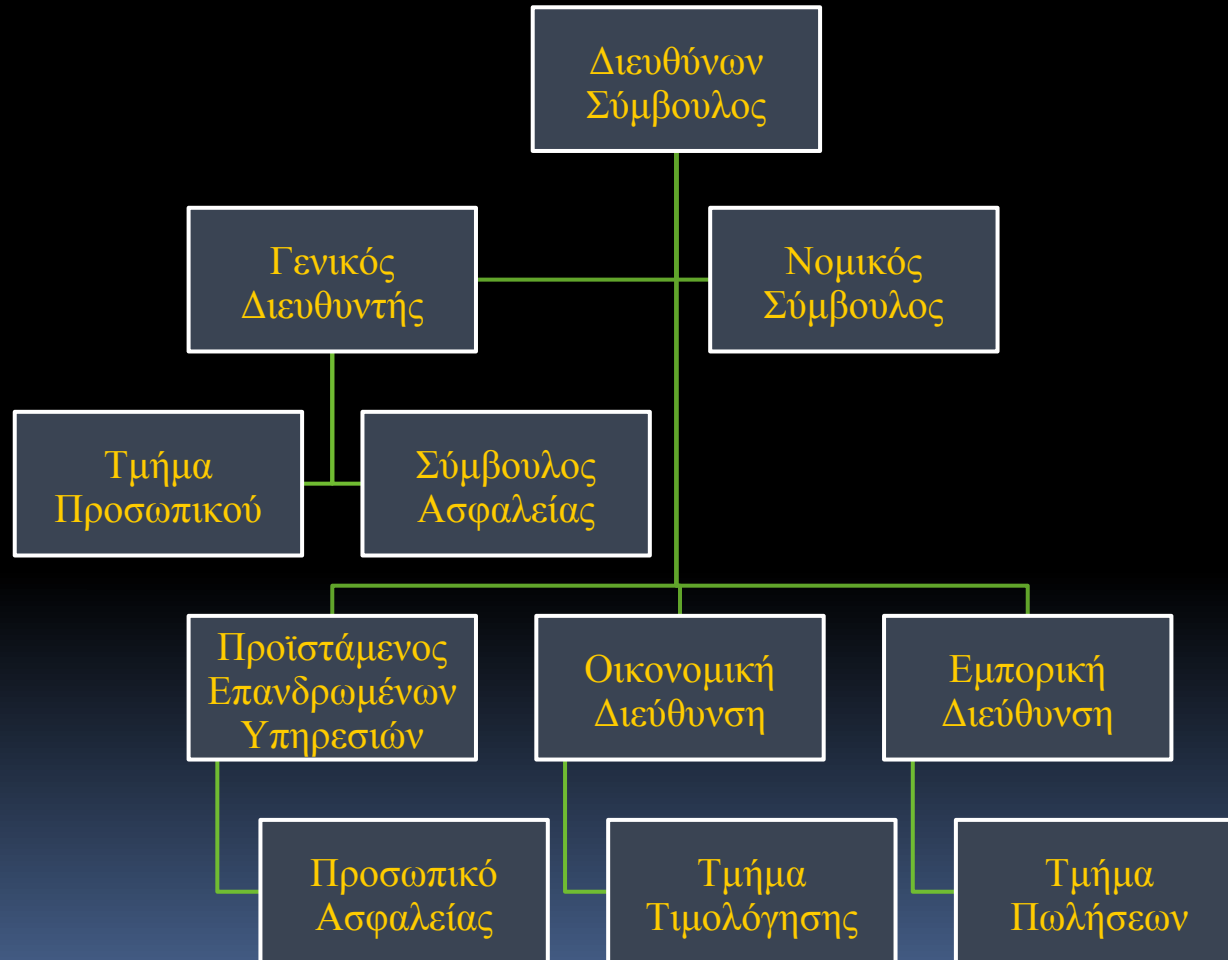 Διευθύνων
Σύμβουλος
Γενικός
Διευθυντής
Νομικός
Σύμβουλος
Τμήμα
Προσωπικού
Σύμβουλος
Ασφαλείας
Προϊστάμενος
Επανδρωμένων
Υπηρεσιών
Οικονομική
Διεύθυνση
Εμπορική
Διεύθυνση
Προσωπικό
Ασφαλείας
Τμήμα
Τιμολόγησης
Τμήμα
Πωλήσεων